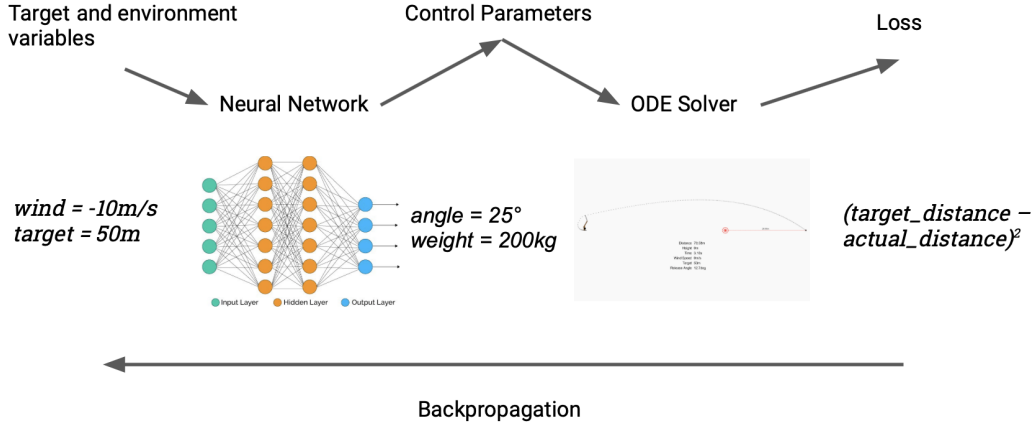 Target and environment
variables
Control Parameters
Loss
Neural Network
ODE Solver
wind = -10m/s
target = 50m
angle = 25°
weight = 200kg
(target_distance –
actual_distance)²
Input Layer
Hidden Layer
Output Layer
Backpropagation